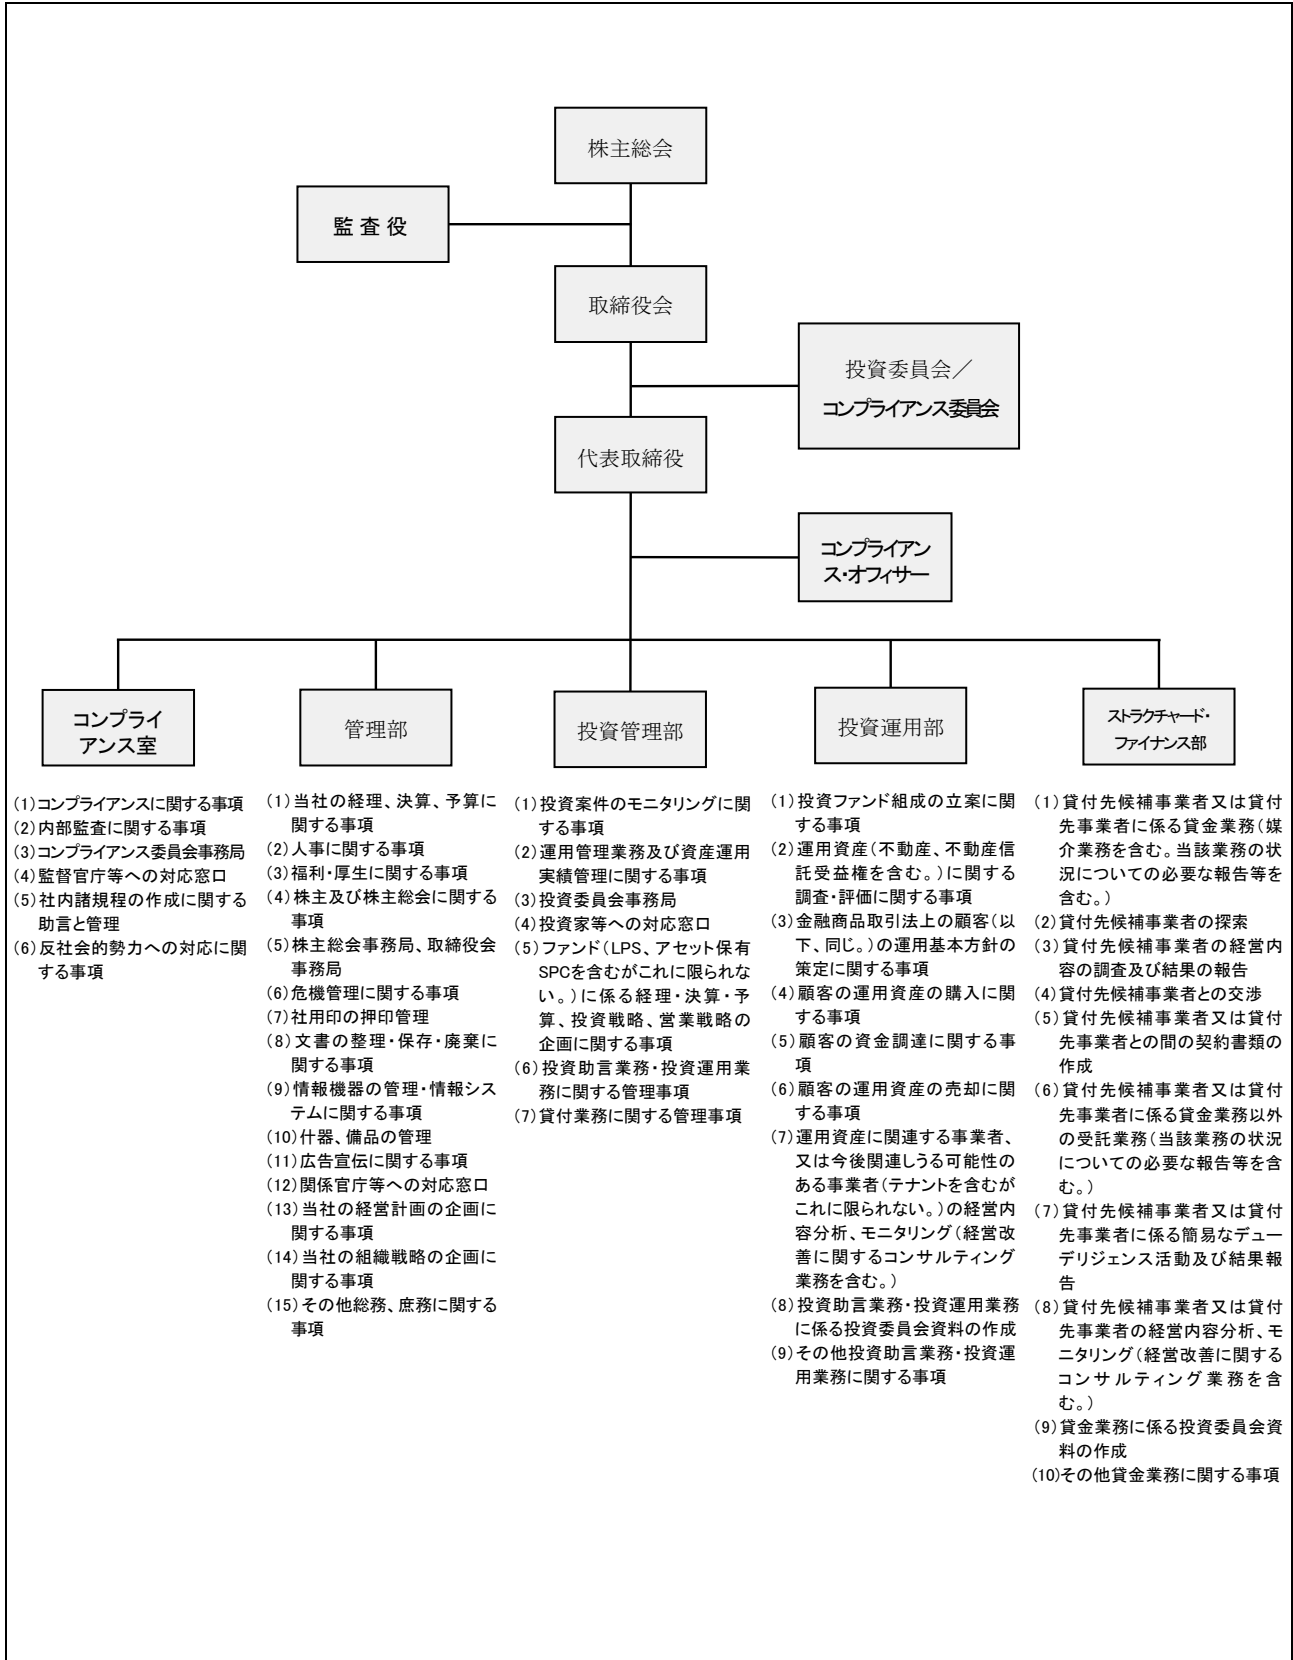 株主総会
監査役
取締役会
投資委員会／
コンプライアンス委員会
代表取締役
コンプライアン
ス・オフィサー
コンプライ
アンス室
管理部
投資管理部
投資運用部
ストラクチャード・
ファイナンス部
(1)コンプライアンスに関する事項
(2)内部監査に関する事項
(3)コンプライアンス委員会事務局
(4)監督官庁等への対応窓口
(5)社内諸規程の作成に関する
助言と管理
(6)反社会的勢力への対応に関
する事項
(1)当社の経理、決算、予算に
関する事項
(2)人事に関する事項
(3)福利・厚生に関する事項
(4)株主及び株主総会に関する
事項
(5)株主総会事務局、取締役会
事務局
(6)危機管理に関する事項
(7)社用印の押印管理
(8)文書の整理・保存・廃棄に
関する事項
(9)情報機器の管理・情報シス
テムに関する事項
(10)什器、備品の管理
(11)広告宣伝に関する事項
(12)関係官庁等への対応窓口
(13)当社の経営計画の企画に
関する事項
(14)当社の組織戦略の企画に
関する事項
(15)その他総務、庶務に関する
事項
(1)投資案件のモニタリングに関
する事項
(2)運用管理業務及び資産運用
実績管理に関する事項
(3)投資委員会事務局
(4)投資家等への対応窓口
(5)ファンド(LPS、アセット保有
SPCを含むがこれに限られな
い。)に係る経理・決算・予
算、投資戦略、営業戦略の
企画に関する事項
(6)投資助言業務・投資運用業
務に関する管理事項
(7)貸付業務に関する管理事項
(1)投資ファンド組成の立案に関
する事項
(2)運用資産(不動産、不動産信
託受益権を含む。)に関する
調査・評価に関する事項
(3)金融商品取引法上の顧客(以
下、同じ。)の運用基本方針の
策定に関する事項
(4)顧客の運用資産の購入に関
する事項
(5)顧客の資金調達に関する事
項
(6)顧客の運用資産の売却に関
する事項
(7)運用資産に関連する事業者、
又は今後関連しうる可能性の
ある事業者(テナントを含むが
これに限られない。)の経営内
容分析、モニタリング(経営改
善に関するコンサルティング
業務を含む。)
(8)投資助言業務・投資運用業務
に係る投資委員会資料の作成
(9)その他投資助言業務・投資運
用業務に関する事項
(1)貸付先候補事業者又は貸付
先事業者に係る貸金業務(媒
介業務を含む。当該業務の状
況についての必要な報告等を
含む。)
(2)貸付先候補事業者の探索
(3)貸付先候補事業者の経営内
容の調査及び結果の報告
(4)貸付先候補事業者との交渉
(5)貸付先候補事業者又は貸付
先事業者との間の契約書類の
作成
(6)貸付先候補事業者又は貸付
先事業者に係る貸金業務以外
の受託業務(当該業務の状況
についての必要な報告等を含
む。)
(7)貸付先候補事業者又は貸付
先事業者に係る簡易なデュー
デリジェンス活動及び結果報
告
(8)貸付先候補事業者又は貸付
先事業者の経営内容分析、モ
ニタリング(経営改善に関する
コンサルティング業務を含
む。)
(9)貸金業務に係る投資委員会資
料の作成
(10)その他貸金業務に関する事項